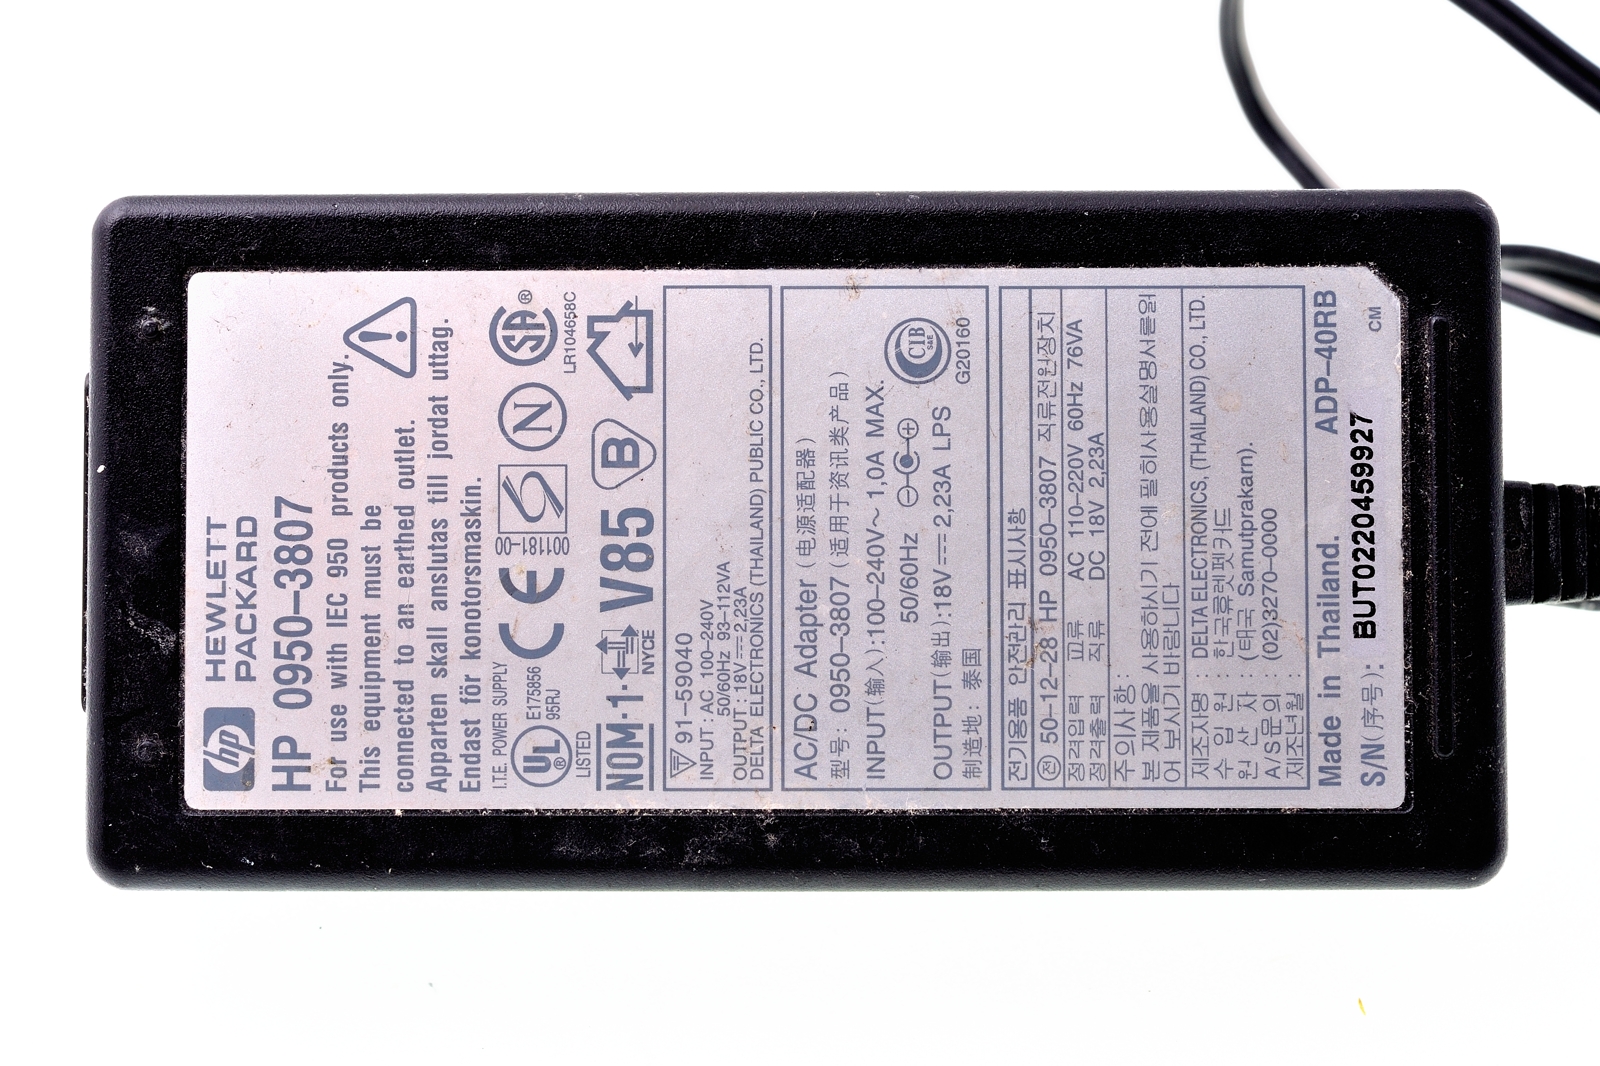 hp
HEWLETT
PACKARD
HP 0950-3807
For use with IEC 950 products only.
This equipment must be
connected to an earthed outlet.
Apparten skall anslutas till jordat uttag.
Endast för konotorsmaskin.
I.T.E. POWER SUPPLY
UL ®
LISTED
E175856
95RJ
CE
001181-00
N
SA ®
LR104658C
NOM-1-
NYCE
V85
B
91-59040
INPUT : AC 100-240V
50/60Hz 93-112VA
OUTPUT : 18V 2,23A
DELTA ELECTRONICS (THAILAND) PUBLIC CO., LTD.
AC/DC Adapter (电源适配器)
型号: 0950-3807 (适用于资讯类产品)
INPUT(输入):100-240V~ 1,0A MAX.
50/60Hz
OUTPUT(输出):18V 2,23A LPS
制造地: 泰国
CIB
S&E
G20160
전기용품 안전관리 표시사항
전 50-12-28 HP 0950-3807 직류전원장치
정격입력 교류 AC 110-220V 60Hz 76VA
정격출력 직류 DC 18V 2,23A
주의사항:
본 제품을 사용하기 전에 필히사용설명서를읽
어 보시기 바랍니다
제조자명 : DELTA ELECTRONICS, (THAILAND) CO., LTD.
수 입 원 : 한국휴렛펫카드
원 산 지 : (태국 Samutprakarn).
A/S문의 : (02)3270-0000
제조년월 :
Made in Thailand. ADP-40RB
S/N(序号): BUT0220459927 CM